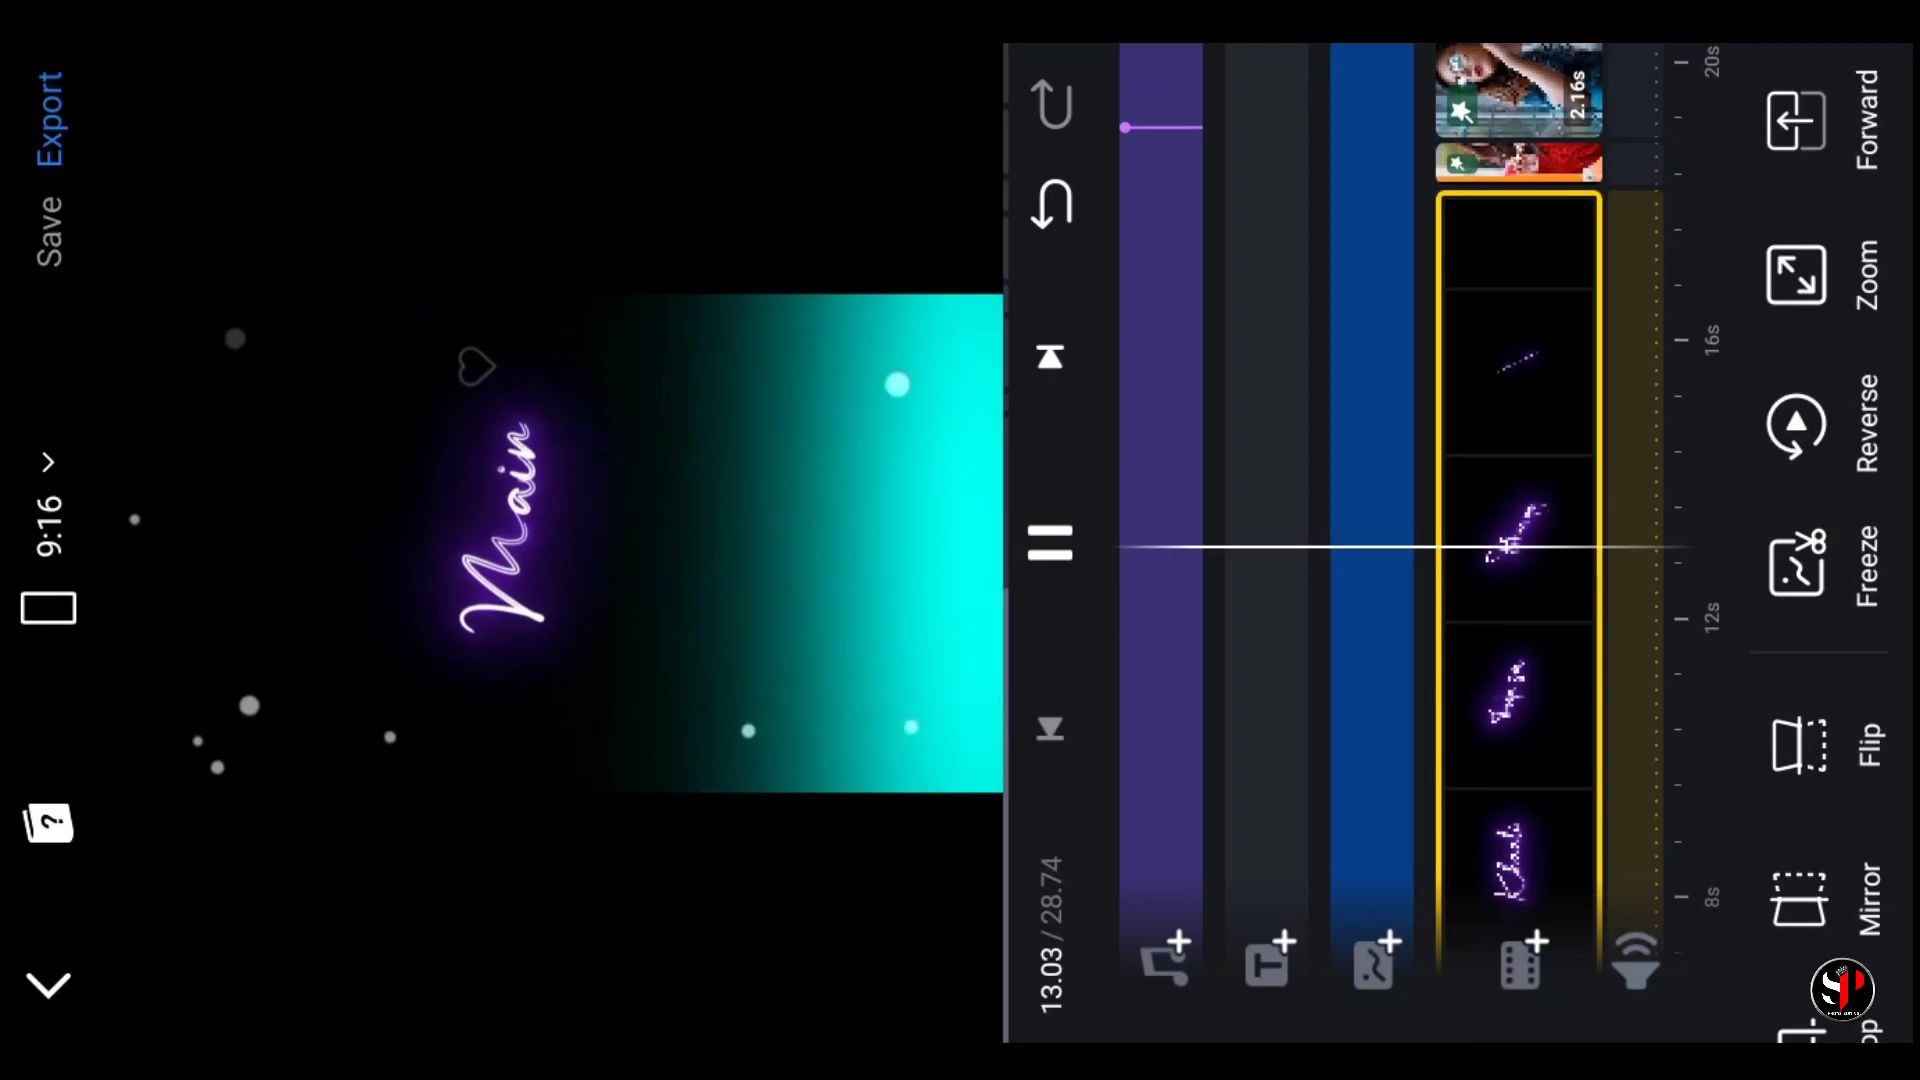 9:16
Save
Export
Main
13.03 / 28.74
2.16s
8s
12s
16s
20s
Mirror
Flip
Freeze
Reverse
Zoom
Forward
SP